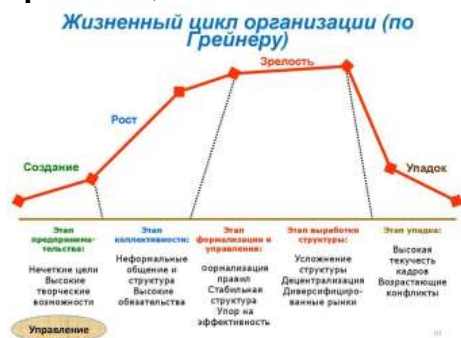 Жизненный цикл организации (по
Грейнеру)
Зрелость
Рост
Создание
Упадок
Этап
предпринима-
тельства:
Нечеткие цели
Высокие
творческие
возможности
Этап
коллективности:
Неформальные
общение и
структура
Высокие
обязательства
Этап
формализации и
управления:
Формализация
правил
Стабильная
структура
Упор на
эффективность
Этап выработки
структуры:
Усложнение
структуры
Децентрализация
Диверсифициро-
ванные рынки
Этап упадка:
Высокая
текучесть
кадров
Возрастающие
конфликты
Управление